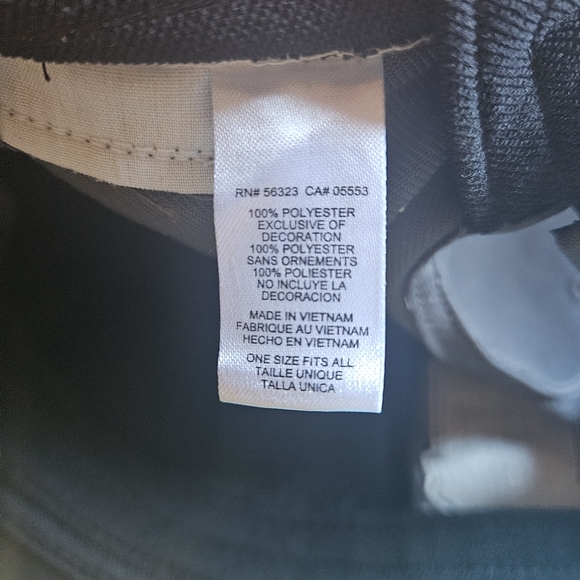 RN# 56323 CA# 05553
100% POLYESTER
EXCLUSIVE OF
DECORATION
100% POLYESTER
SANS ORNEMENTS
100% POLIESTER
NO INCLUYE LA
DECORACION
MADE IN VIETNAM
FABRIQUE AU VIETNAM
HECHO EN VIETNAM
ONE SIZE FITS ALL
TAILLE UNIQUE
TALLA UNICA